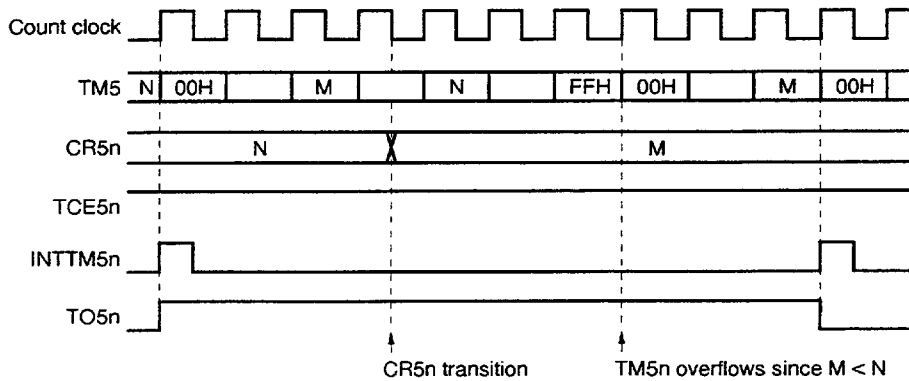 Count clock
TM5 N 00H M N FFH 00H M 00H
CR5n N M
TCE5n
INTTM5n
TO5n
CR5n transition TM5n overflows since M < N